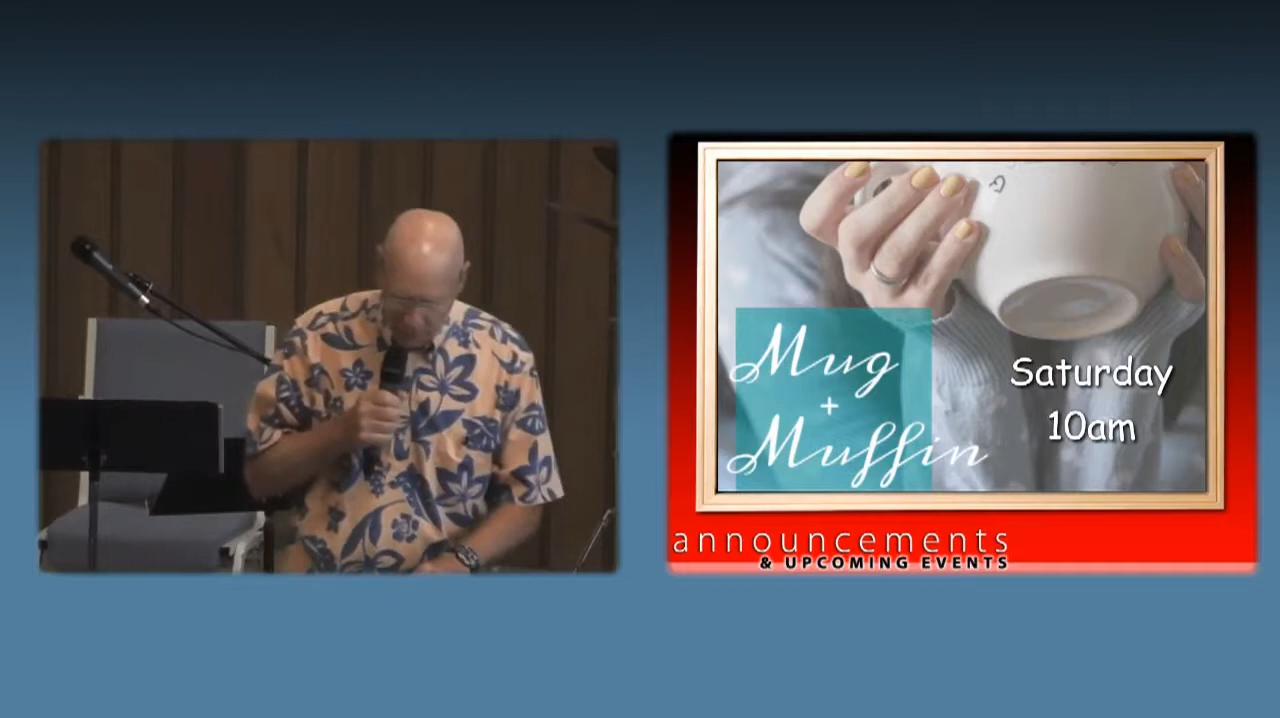 Mug
+
Muffin
Saturday
10am
announcements
& UPCOMING EVENTS